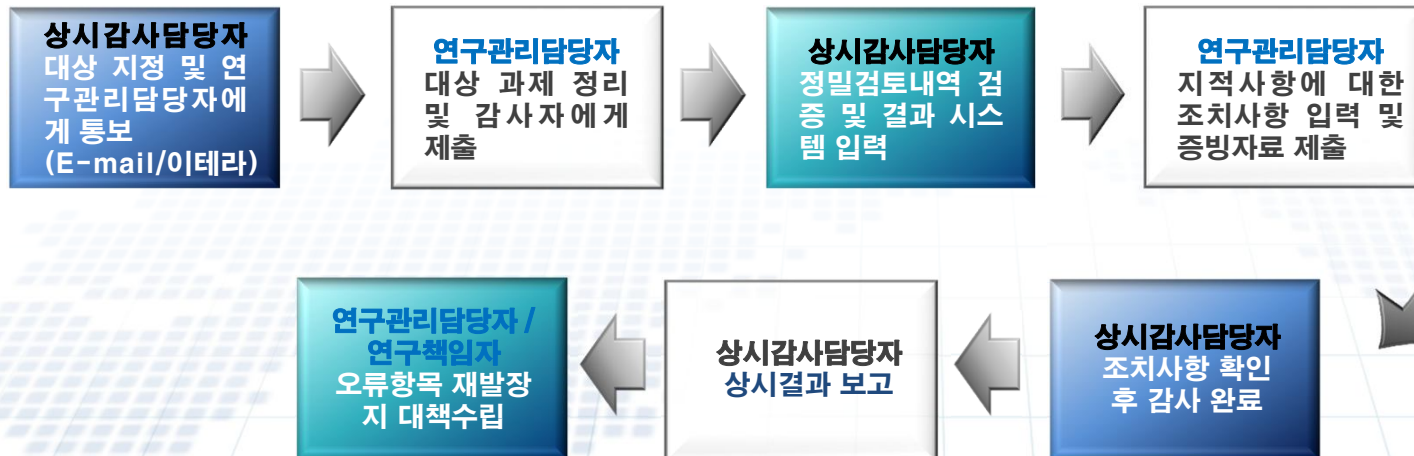 상시감사담당자
대상 지정 및 연
구관리담당자에
게 통보
(E-mail/이테라)
연구관리담당자
대상 과제 정리
및 감사자에게
제출
상시감사담당자
정밀검토내역 검
증 및 결과 시스
템 입력
연구관리담당자
지적사항에 대한
조치사항 입력 및
증빙자료 제출
상시감사담당자
조치사항 확인
후 감사 완료
상시감사담당자
상시결과 보고
연구관리담당자 /
연구책임자
오류항목 재발장
지 대책수립